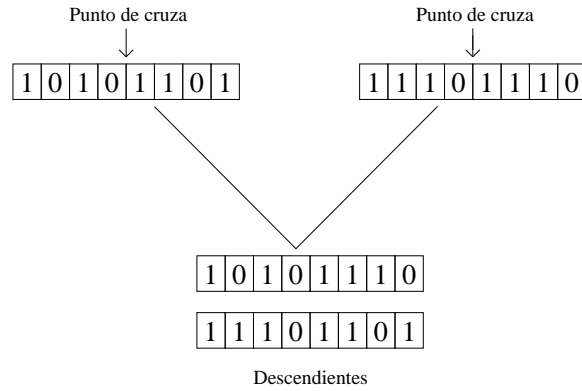 Punto de cruza Punto de cruza
1 0 1 0 1 1 0 1 1 1 1 0 1 1 1 0
1 0 1 0 1 1 1 0
1 1 1 0 1 1 0 1
Descendientes